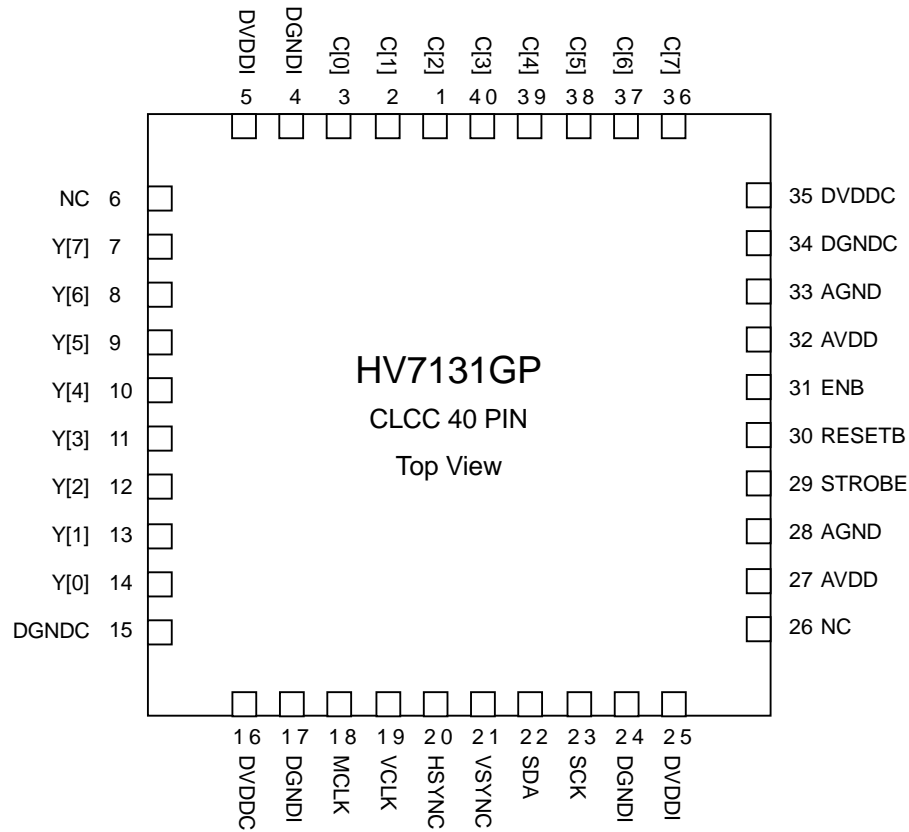 DVDDI DGNDI C[0] C[1] C[2] C[3] C[4] C[5] C[6] C[7]
5 4 3 2 1 40 39 38 37 36
NC 6
Y[7] 7
Y[6] 8
Y[5] 9
Y[4] 10
Y[3] 11
Y[2] 12
Y[1] 13
Y[0] 14
DGNDC 15
HV7131GP
CLCC 40 PIN
Top View
35 DVDDC
34 DGNDC
33 AGND
32 AVDD
31 ENB
30 RESETB
29 STROBE
28 AGND
27 AVDD
26 NC
16 17 18 19 20 21 22 23 24 25
DVDDC DGNDI MCLK VCLK HSYNC VSYNC SDA SCK DGNDI DVDDI